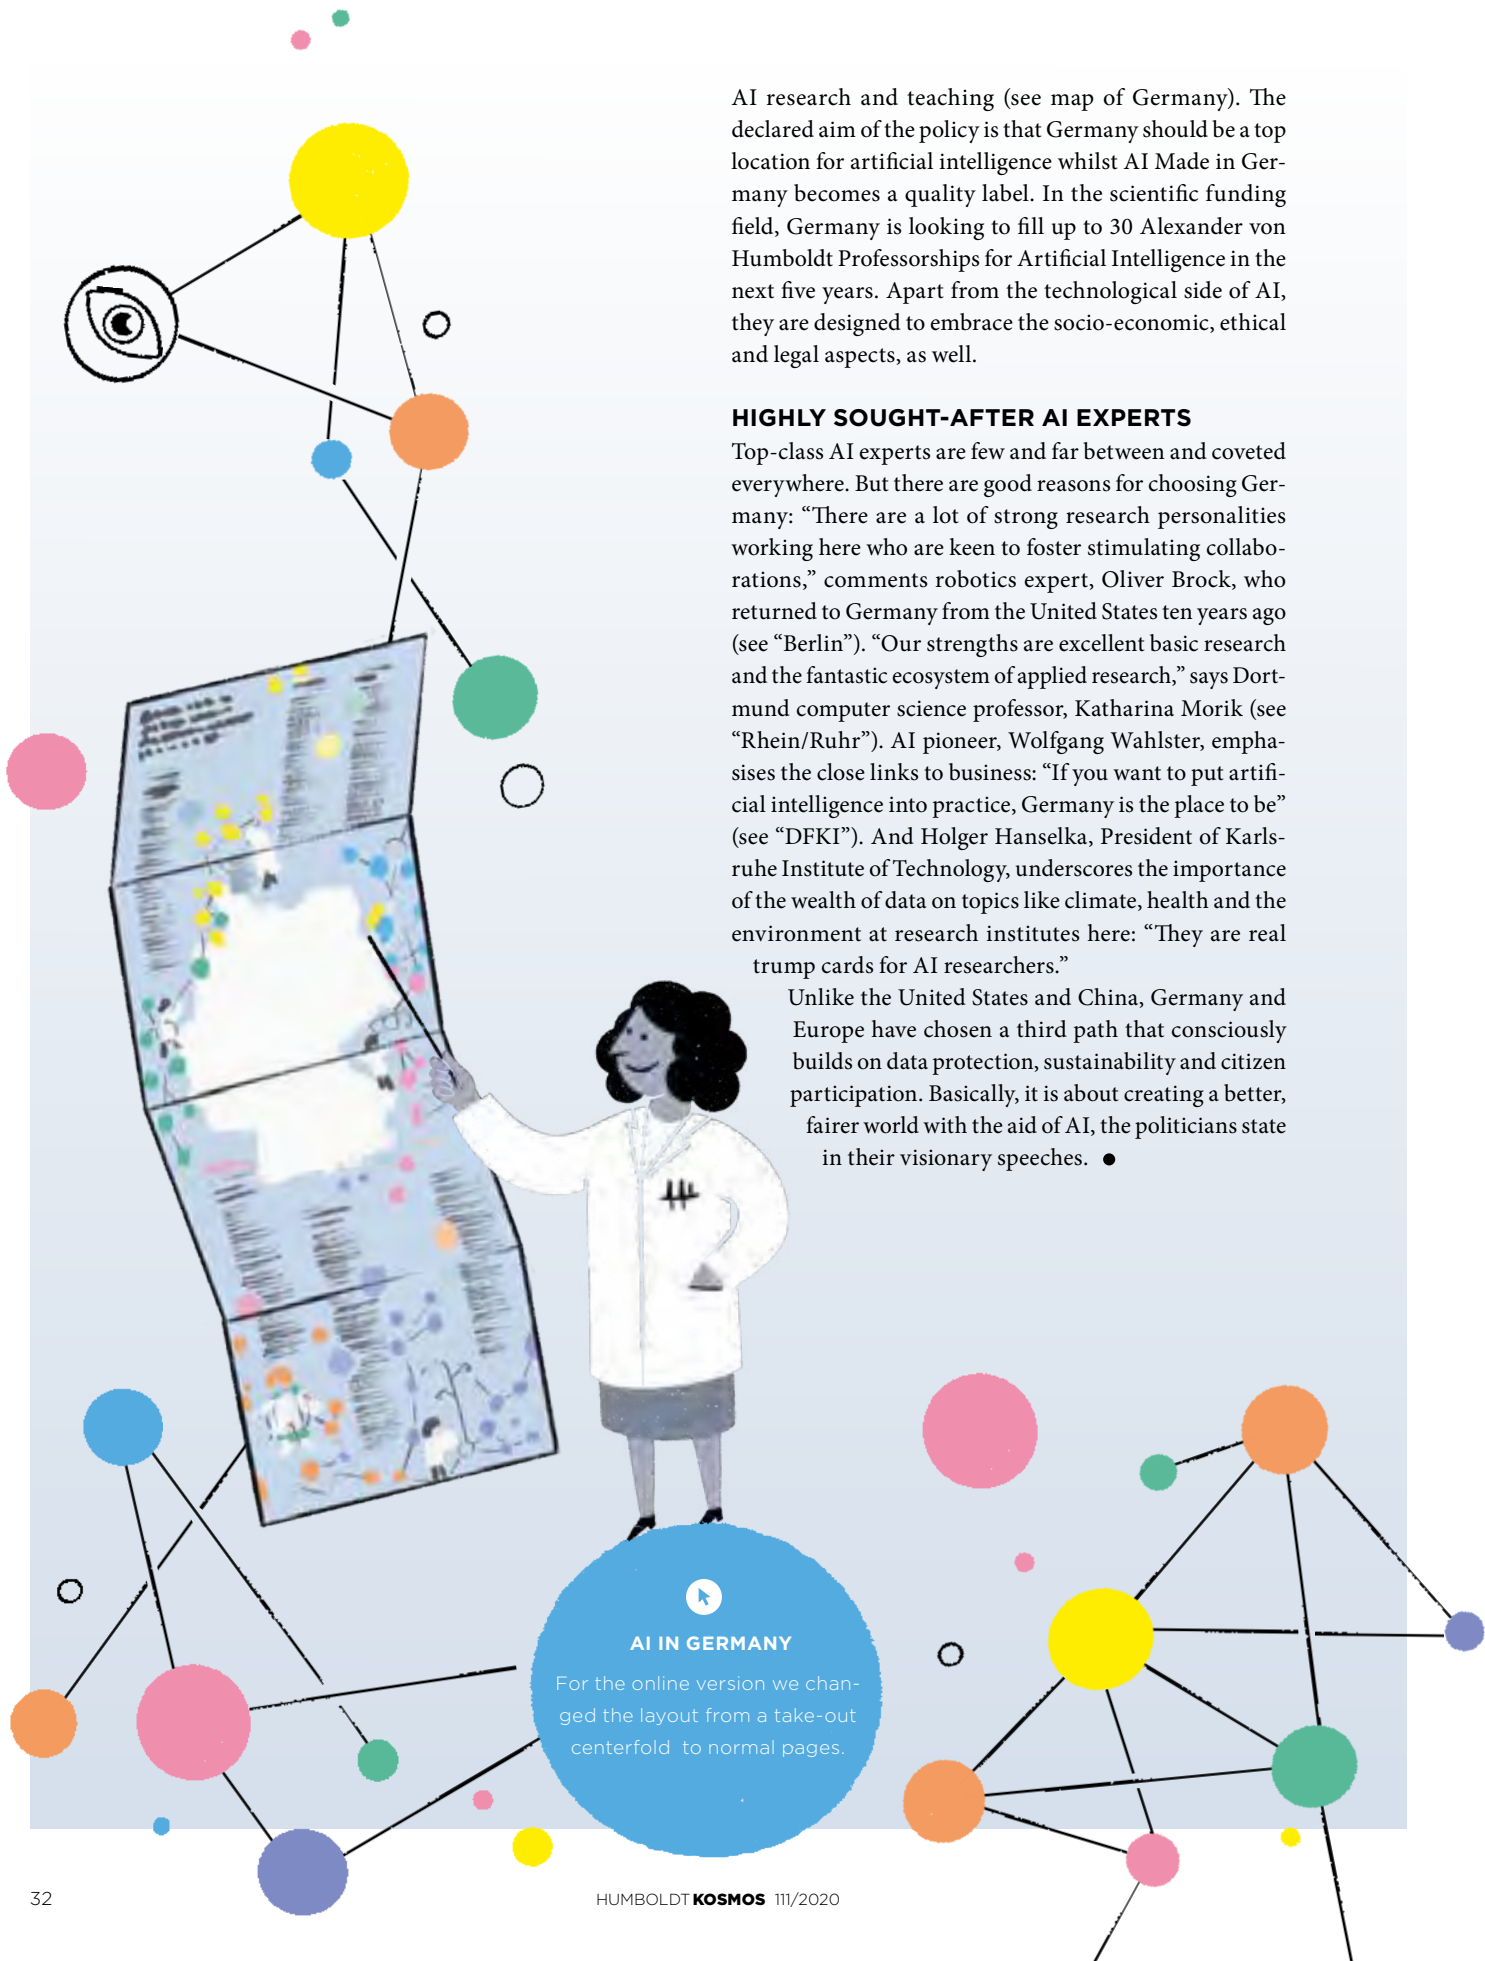 AI research and teaching (see map of Germany). The
declared aim of the policy is that Germany should be a top
location for artificial intelligence whilst AI Made in Ger-
many becomes a quality label. In the scientific funding
field, Germany is looking to fill up to 30 Alexander von
Humboldt Professorships for Artificial Intelligence in the
next five years. Apart from the technological side of AI,
they are designed to embrace the socio-economic, ethical
and legal aspects, as well.
HIGHLY SOUGHT-AFTER AI EXPERTS
Top-class AI experts are few and far between and coveted
everywhere. But there are good reasons for choosing Ger-
many: “There are a lot of strong research personalities
working here who are keen to foster stimulating collabo-
rations,” comments robotics expert, Oliver Brock, who
returned to Germany from the United States ten years ago
(see “Berlin”). “Our strengths are excellent basic research
and the fantastic ecosystem of applied research,” says Dort-
mund computer science professor, Katharina Morik (see
“Rhein/Ruhr”). AI pioneer, Wolfgang Wahlster, empha-
sises the close links to business: “If you want to put artifi-
cial intelligence into practice, Germany is the place to be”
(see “DFKI”). And Holger Hanselka, President of Karls-
ruhe Institute of Technology, underscores the importance
of the wealth of data on topics like climate, health and the
environment at research institutes here: “They are real
trump cards for AI researchers.”
Unlike the United States and China, Germany and
Europe have chosen a third path that consciously
builds on data protection, sustainability and citizen
participation. Basically, it is about creating a better,
fairer world with the aid of AI, the politicians state
in their visionary speeches. ●
AI IN GERMANY
For the online version we chan-
ged the layout from a take-out
centerfold to normal pages.
32
HUMBOLDT KOSMOS 111/2020